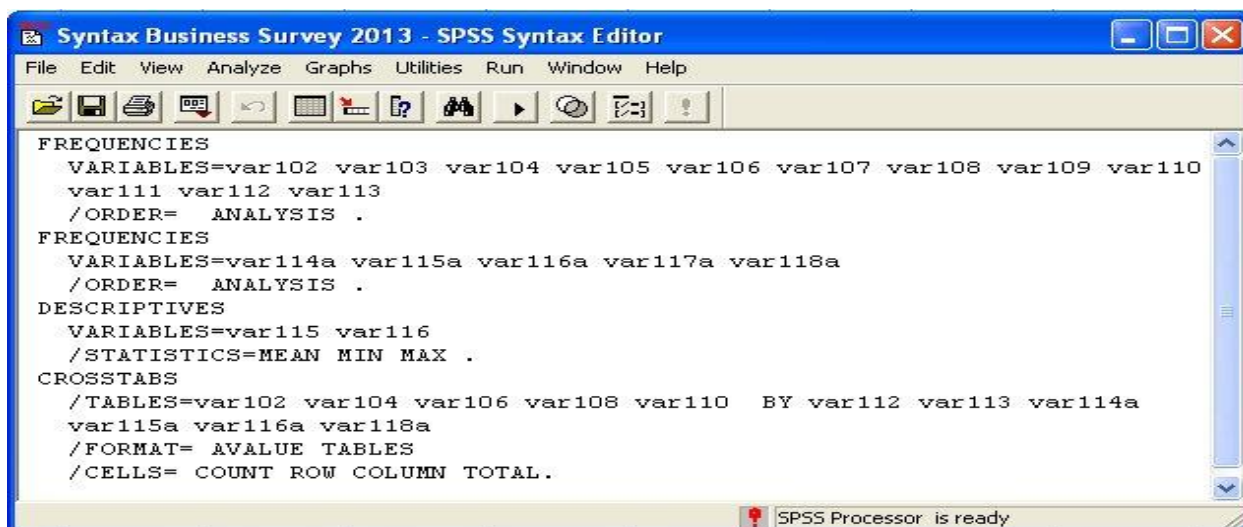 Syntax Business Survey 2013 - SPSS Syntax Editor
File Edit View Analyze Graphs Utilities Run Window Help
FREQUENCIES
VARIABLES=var102 var103 var104 var105 var106 var107 var108 var109 var110
var111 var112 var113
/ORDER= ANALYSIS .
FREQUENCIES
VARIABLES=var114a var115a var116a var117a var118a
/ORDER= ANALYSIS .
DESCRIPTIVES
VARIABLES=var115 var116
/STATISTICS=MEAN MIN MAX .
CROSSTABS
/TABLES=var102 var104 var106 var108 var110 BY var112 var113 var114a
var115a var116a var118a
/FORMAT= AVALUE TABLES
/CELLS= COUNT ROW COLUMN TOTAL.
SPSS Processor is ready